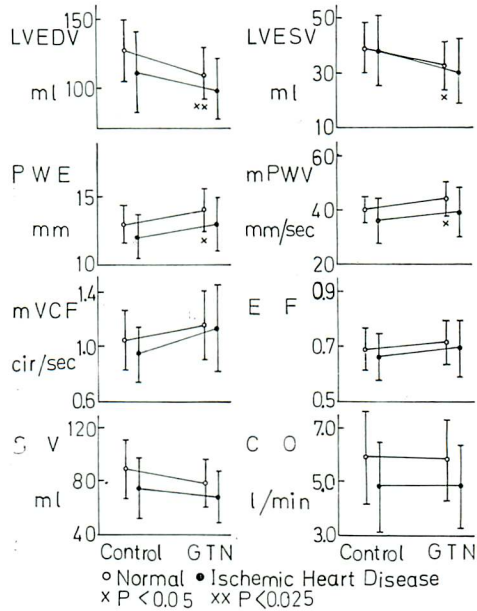 LVEDV 150
100
ml
××
LVESV 50
30
ml
10
×
PWE
15
mm
13
10
×
mPWV 60
40
mm/sec
20
×
mVCF 1.4
1.0
cir/sec
0.6
EF 0.9
0.7
0.5
SV 120
80
ml
40
CO 7.0
5.0
l/min
3.0
Control GTN Control GTN
○ Normal ● Ischemic Heart Disease
× P <0.05 ×× P<0.025